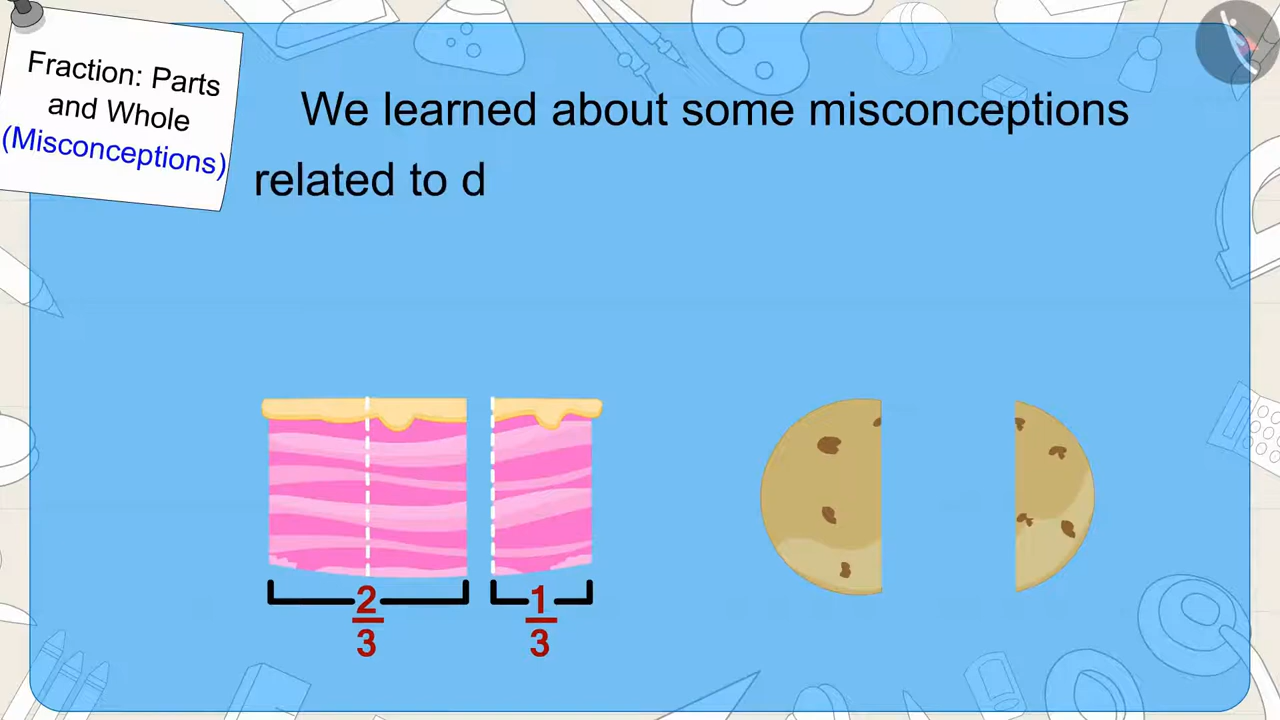 Fraction: Parts
and Whole
(Misconceptions)
We learned about some misconceptions
related to d
2
3
1
3